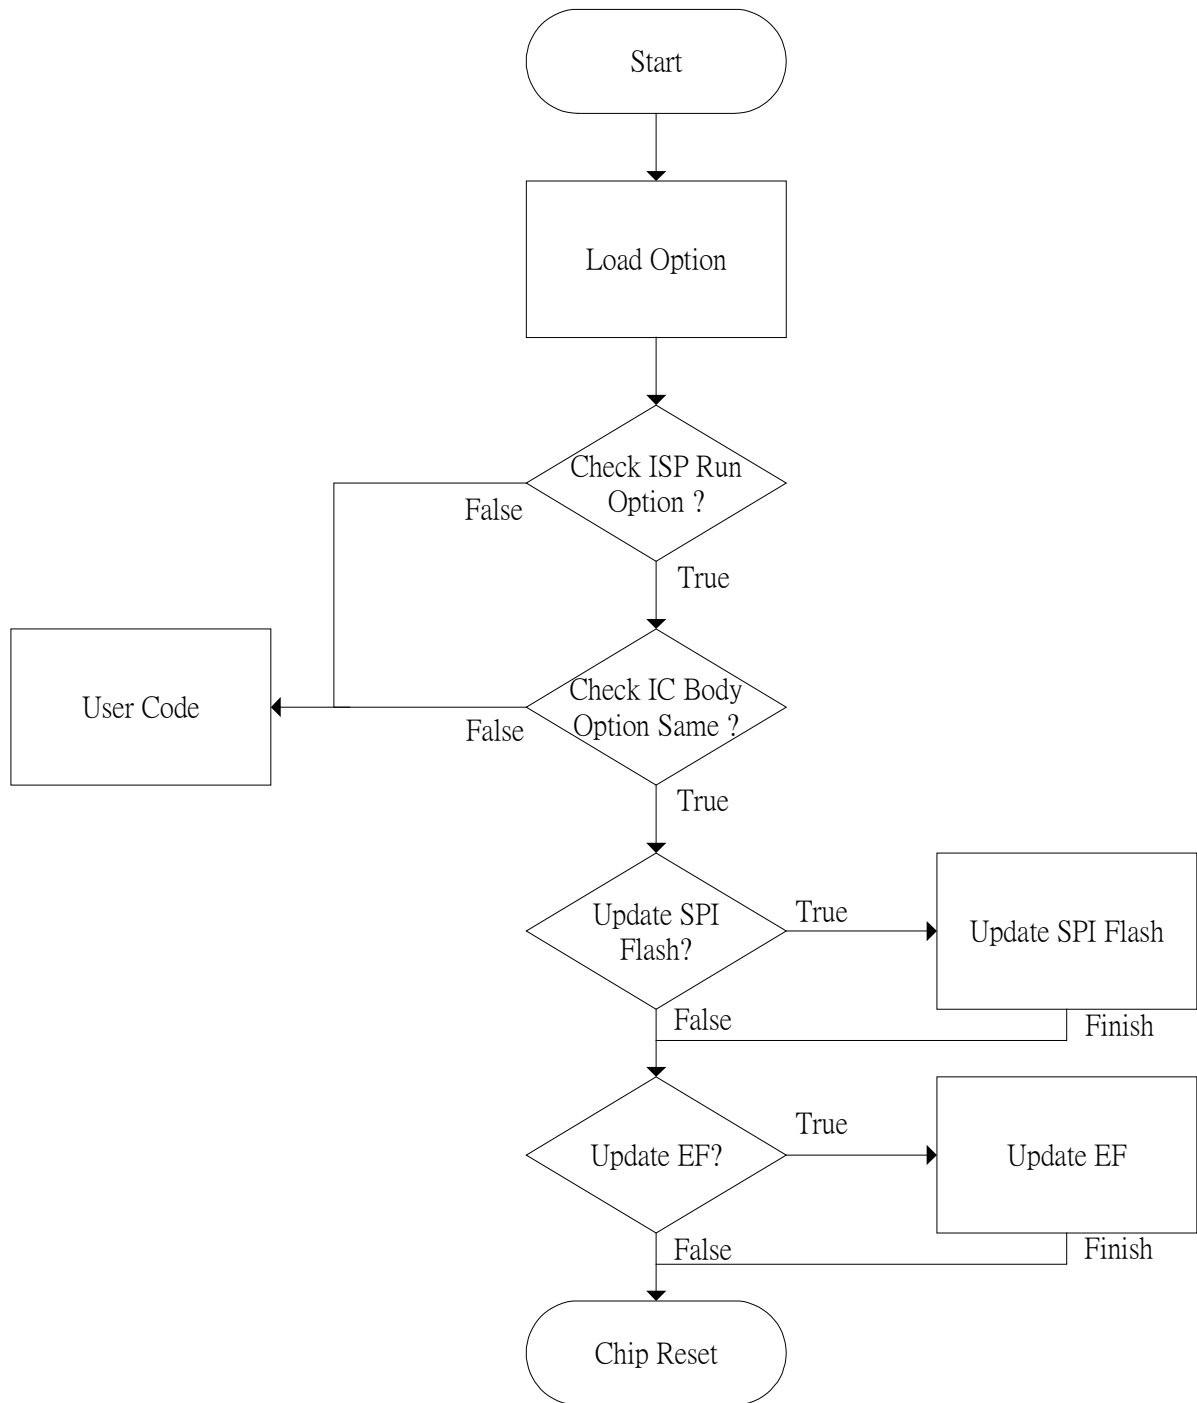 Start
Load Option
Check ISP Run
Option ?
False
True
User Code
Check IC Body
Option Same ?
False
True
Update SPI
Flash?
True
Update SPI Flash
False
Finish
Update EF?
True
Update EF
False
Finish
Chip Reset